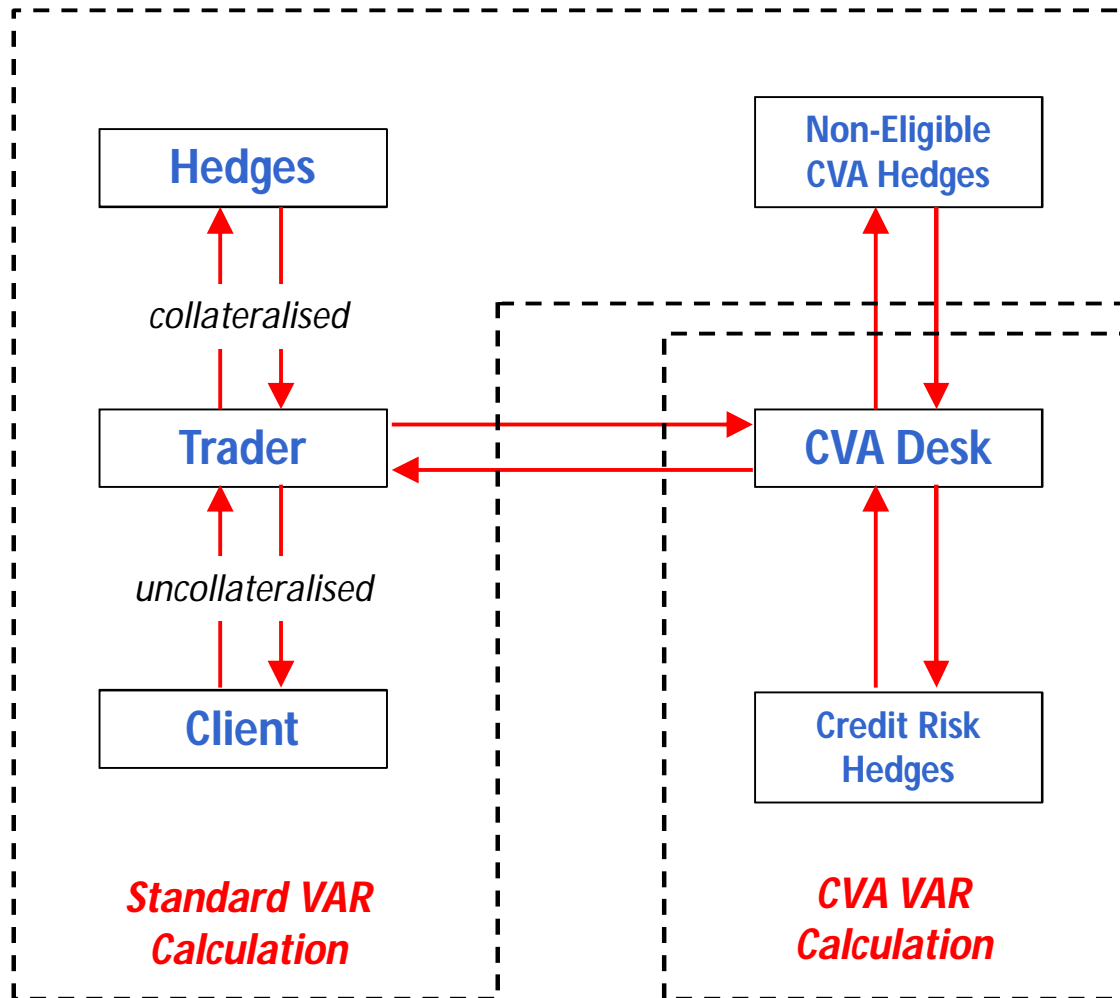 Hedges
Non-Eligible
CVA Hedges
collateralised
Trader
CVA Desk
uncollateralised
Client
Credit Risk
Hedges
Standard VAR
Calculation
CVA VAR
Calculation